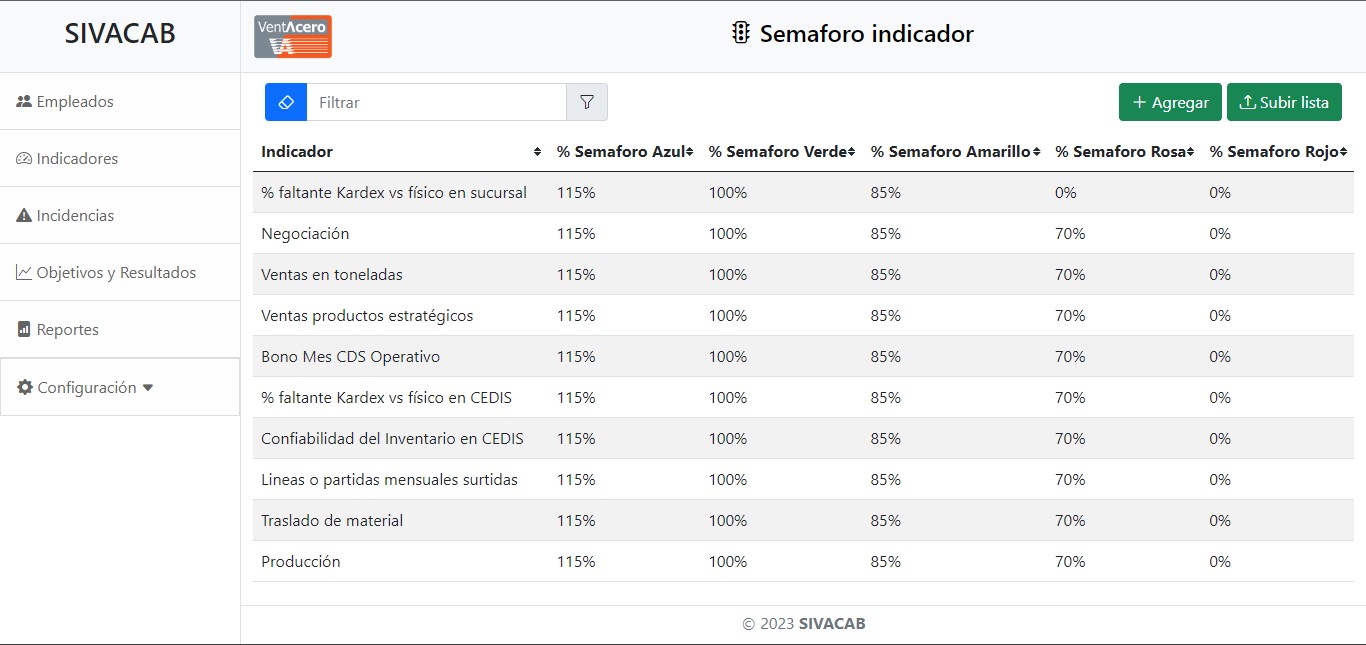 SIVACAB
VentAcero
VA
Semaforo indicador
Empleados
Indicadores
Incidencias
Objetivos y Resultados
Reportes
Configuración
Filtrar
+ Agregar
Subir lista
Indicador % Semaforo Azul % Semaforo Verde % Semaforo Amarillo % Semaforo Rosa % Semaforo Rojo
% faltante Kardex vs físico en sucursal 115% 100% 85% 0% 0%
Negociación 115% 100% 85% 70% 0%
Ventas en toneladas 115% 100% 85% 70% 0%
Ventas productos estratégicos 115% 100% 85% 70% 0%
Bono Mes CDS Operativo 115% 100% 85% 70% 0%
% faltante Kardex vs físico en CEDIS 115% 100% 85% 70% 0%
Confiabilidad del Inventario en CEDIS 115% 100% 85% 70% 0%
Lineas o partidas mensuales surtidas 115% 100% 85% 70% 0%
Traslado de material 115% 100% 85% 70% 0%
Producción 115% 100% 85% 70% 0%
© 2023 SIVACAB